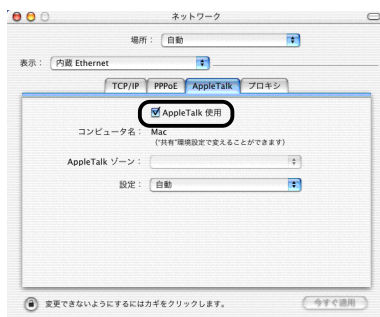 ネットワーク
場所： 自動
表示： 内蔵 Ethernet
TCP/IP PPPoE AppleTalk プロキシ
AppleTalk 使用
コンピュータ名： Mac
("共有"環境設定で変えることができます)
AppleTalk ゾーン：
設定： 自動
変更できないようにするにはカギをクリックします。 今すぐ適用